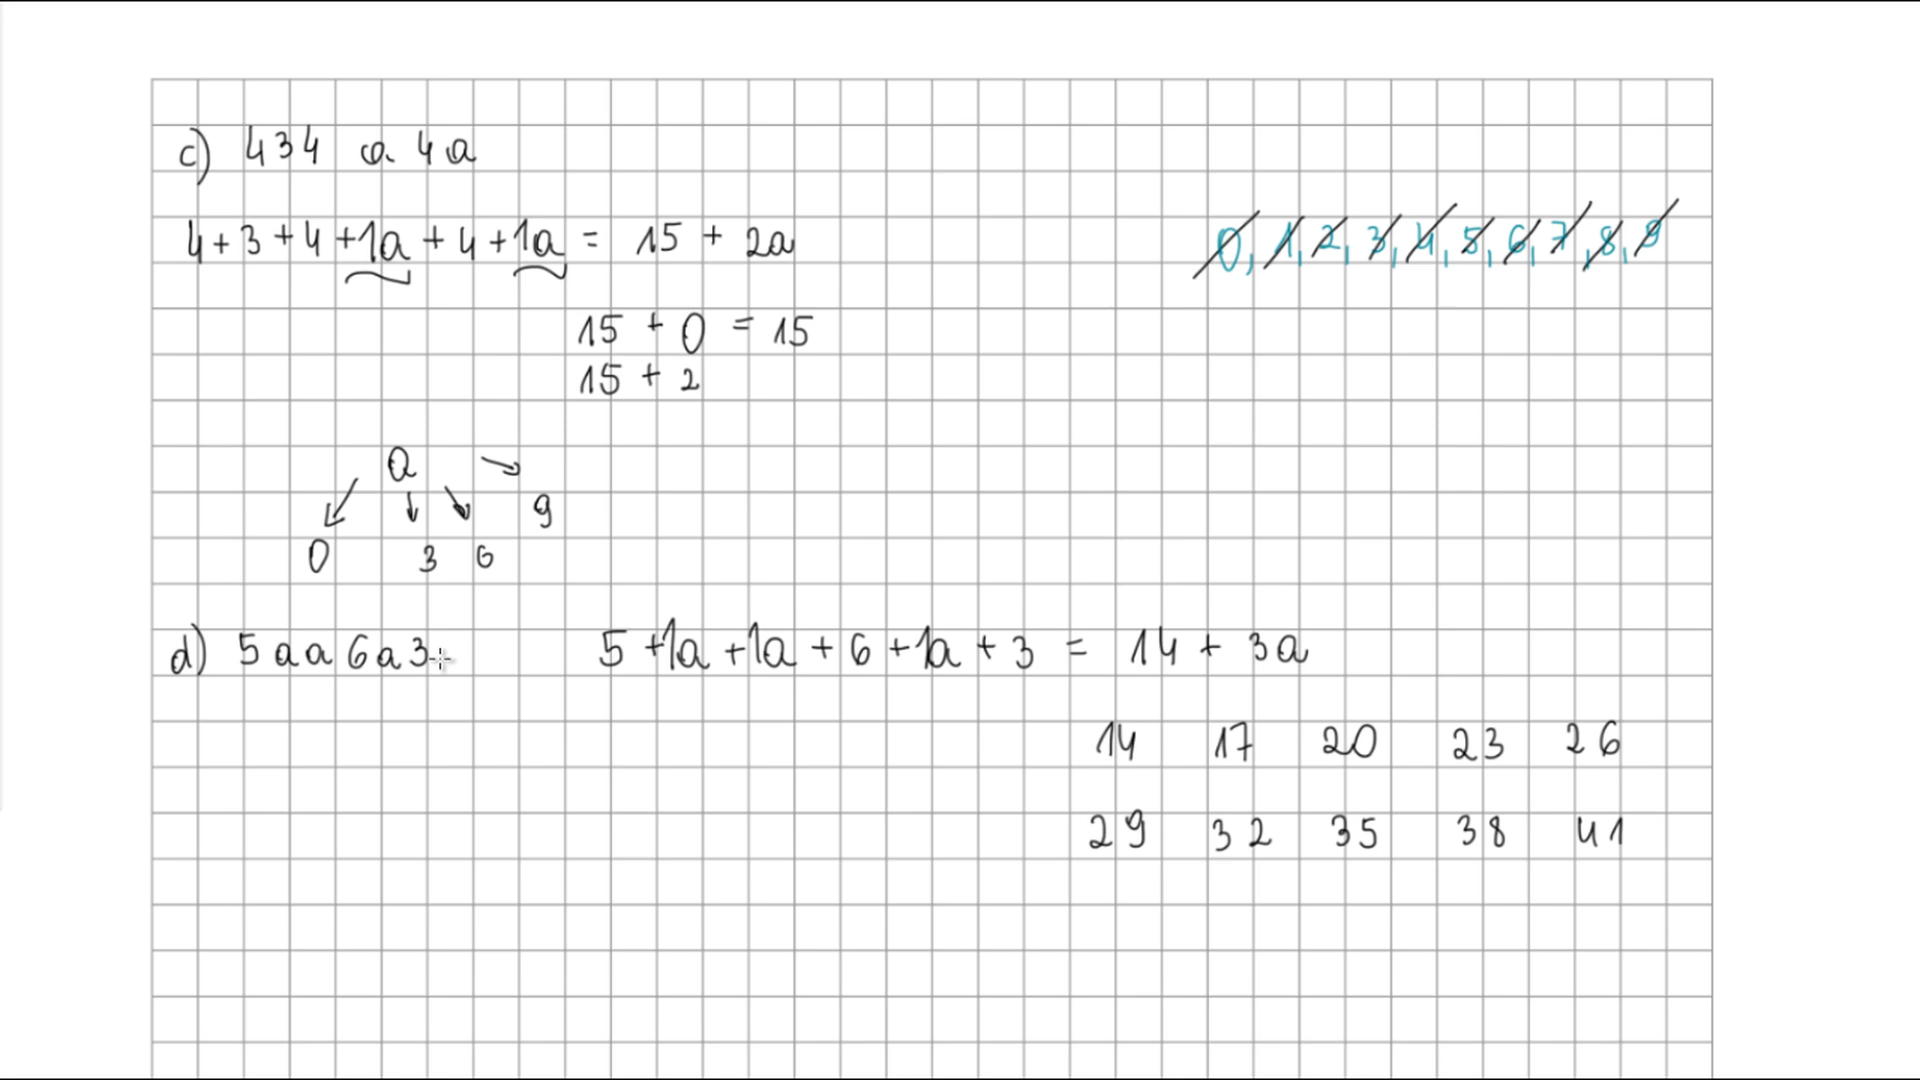 c) 434 a 4a
4+3+4+1a+4+1a = 15 + 2a
0, 1, 2, 3, 4, 5, 6, 7, 8, 9
15 + 0 = 15
15 + 2
a
9
0 3 6
d) 5aa6a3 5+1a+1a+6+1a+3 = 14 + 3a
14 17 20 23 26
29 32 35 38 41